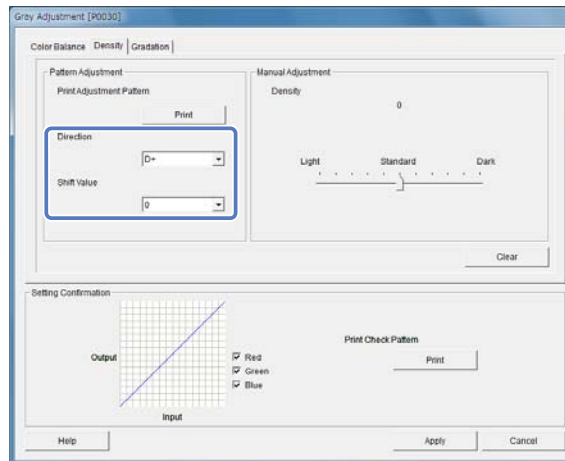 Gray Adjustment [P0030]
Color Balance Density Gradation
Pattern Adjustment
Print Adjustment Pattern
Print
Direction
D+
Shift Value
0
Manual Adjustment
Density
0
Light Standard Dark
Clear
Setting Confirmation
Output
Input
Red
Green
Blue
Print Check Pattern
Print
Help Apply Cancel